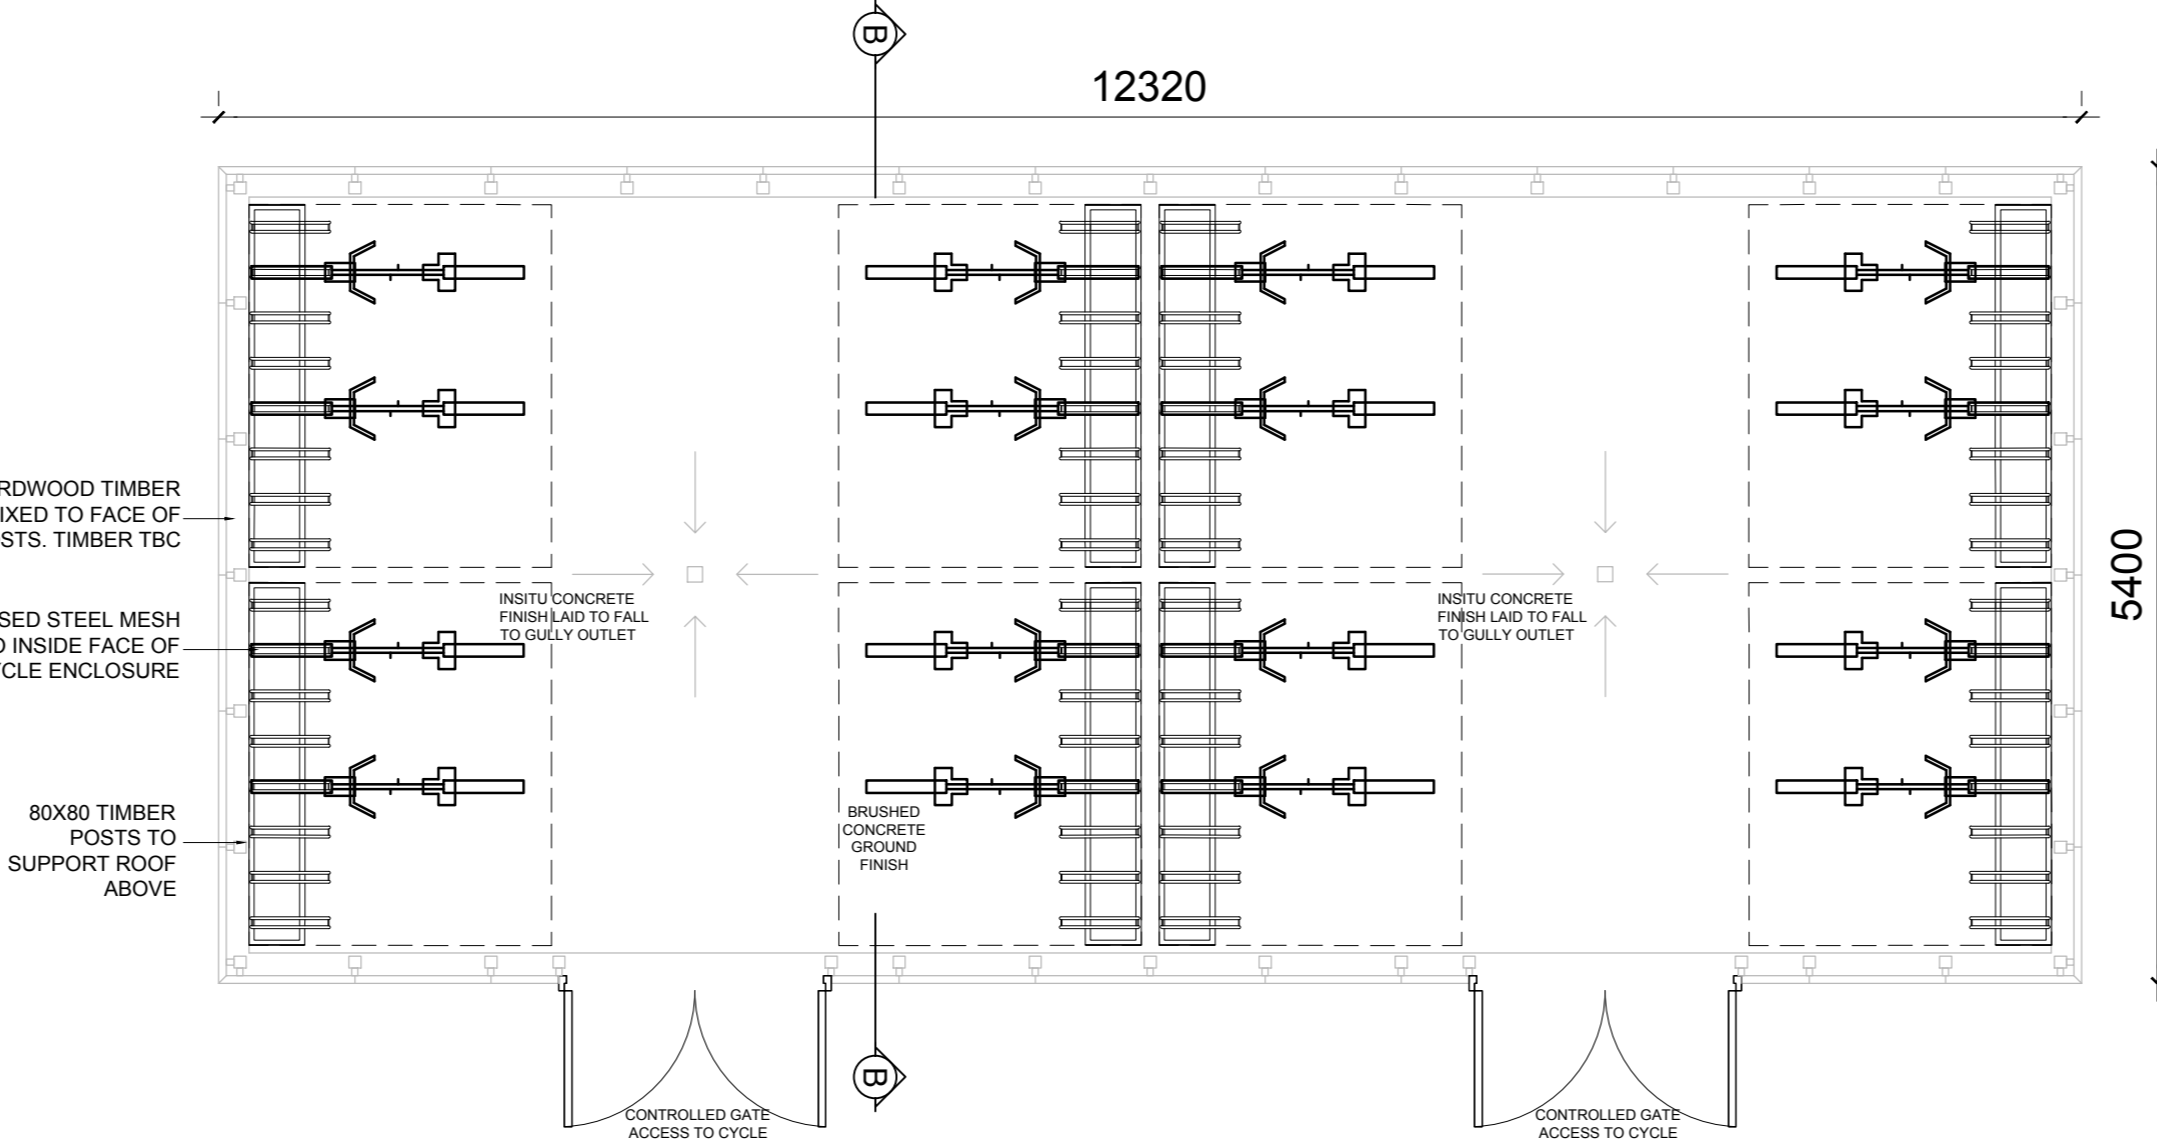 B
12320
5400
RDWOOD TIMBER
IXED TO FACE OF
STS. TIMBER TBC
SED STEEL MESH
D INSIDE FACE OF
CLE ENCLOSURE
80X80 TIMBER
POSTS TO
SUPPORT ROOF
ABOVE
INSITU CONCRETE
FINISH LAID TO FALL
TO GULLY OUTLET
INSITU CONCRETE
FINISH LAID TO FALL
TO GULLY OUTLET
BRUSHED
CONCRETE
GROUND
FINISH
B
CONTROLLED GATE
ACCESS TO CYCLE
CONTROLLED GATE
ACCESS TO CYCLE